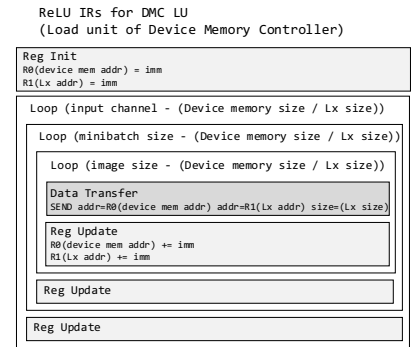 ReLU IRs for DMC LU
(Load unit of Device Memory Controller)
Reg Init
R0(device mem addr) = imm
R1(Lx addr) = imm
Loop (input channel - (Device memory size / Lx size))
Loop (minibatch size - (Device memory size / Lx size))
Loop (image size - (Device memory size / Lx size))
Data Transfer
SEND addr=R0(device mem addr) addr=R1(Lx addr) size=(Lx size)
Reg Update
R0(device mem addr) += imm
R1(Lx addr) += imm
Reg Update
Reg Update